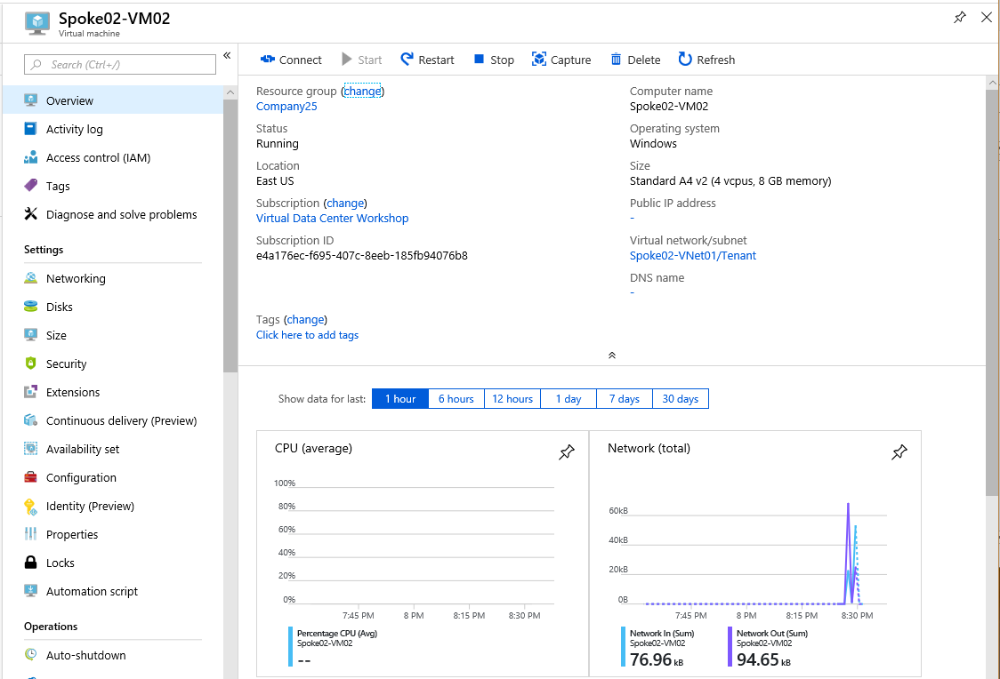 Spoke02-VM02
Virtual machine
Search (Ctrl+/)
Overview
Activity log
Access control (IAM)
Tags
Diagnose and solve problems
Settings
Networking
Disks
Size
Security
Extensions
Continuous delivery (Preview)
Availability set
Configuration
Identity (Preview)
Properties
Locks
Automation script
Operations
Auto-shutdown
Connect Start Restart Stop Capture Delete Refresh
Resource group (change)
Company25
Status
Running
Location
East US
Subscription (change)
Virtual Data Center Workshop
Subscription ID
e4a176ec-f695-407c-8eeb-185fb94076b8
Computer name
Spoke02-VM02
Operating system
Windows
Size
Standard A4 v2 (4 vcpus, 8 GB memory)
Public IP address
-
Virtual network/subnet
Spoke02-VNet01/Tenant
DNS name
-
Tags (change)
Click here to add tags
Show data for last: 1 hour 6 hours 12 hours 1 day 7 days 30 days
CPU (average)
100%
80%
60%
40%
20%
0%
7:45 PM 8 PM 8:15 PM 8:30 PM
Percentage CPU (Avg)
Spoke02-VM02
--
Network (total)
60kB
40kB
20kB
0B
7:45 PM 8 PM 8:15 PM 8:30 PM
Network In (Sum)
Spoke02-VM02
76.96 kB
Network Out (Sum)
Spoke02-VM02
94.65 kB